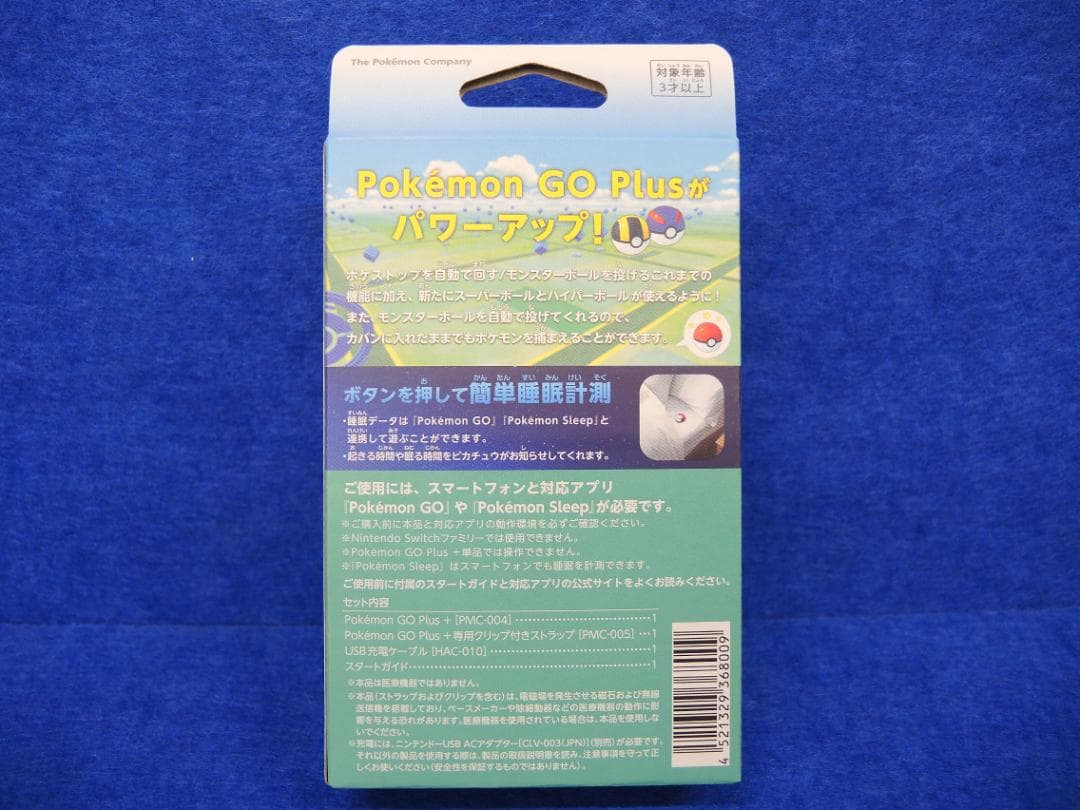 The Pokémon Company
対象年齢
3才以上
Pokémon GO Plusが
パワーアップ!
ポケストップを自動で回す/モンスターボールを投げるこれまでの
機能に加え、新たにスーパーボールとハイパーボールが使えるように!
また、モンスターボールを自動で投げてくれるので、
カバンに入れたままでもポケモンを捕まえることができます。
ボタンを押して簡単睡眠計測
・睡眠データは『Pokémon GO』『Pokémon Sleep』と
連携して遊ぶことができます。
・起きる時間や眠る時間をピカチュウがお知らせしてくれます。
ご使用には、スマートフォンと対応アプリ
『Pokémon GO』や『Pokémon Sleep』が必要です。
※ご購入前に本品と対応アプリの動作環境を必ずご確認ください。
※Nintendo Switchファミリーでは使用できません。
※Pokémon GO Plus +単品では操作できません。
※『Pokémon Sleep』はスマートフォンでも睡眠を計測できます。
ご使用前に付属のスタートガイドと対応アプリの公式サイトをよくお読みください。
セット内容
Pokémon GO Plus + [PMC-004] ⋯⋯⋯⋯⋯⋯⋯⋯ 1
Pokémon GO Plus +専用クリップ付きストラップ [PMC-005] ⋯ 1
USB充電ケーブル [HAC-010] ⋯⋯⋯⋯⋯⋯⋯⋯⋯ 1
スタートガイド⋯⋯⋯⋯⋯⋯⋯⋯⋯⋯⋯⋯⋯ 1
※本品は医療機器ではありません。
※本品(ストラップおよびクリップを含む)は、電磁場を発生させる磁石および無線
送信機を搭載しており、ペースメーカーや除細動器などの医療機器の動作に影
響を与える恐れがあります。医療機器を使用されている場合は、本品を使用しな
いでください。
※充電には、ニンテンドーUSB ACアダプター[CLV-003(JPN)](別売)が必要です。
それ以外の製品を使用する際は、製品の取扱説明書を読み、注意事項を守って正
しくお使いください(安全性を保証するものではありません)。
4 521329 368009